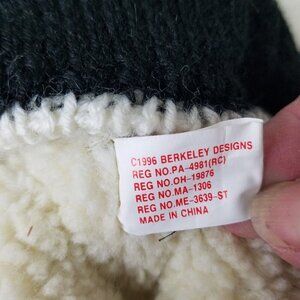 C1996 BERKELEY DESIGNS
REG NO.PA-4981(RC)
REG NO.OH-19876
REG NO.MA-1306
REG NO.ME-3639-ST
MADE IN CHINA